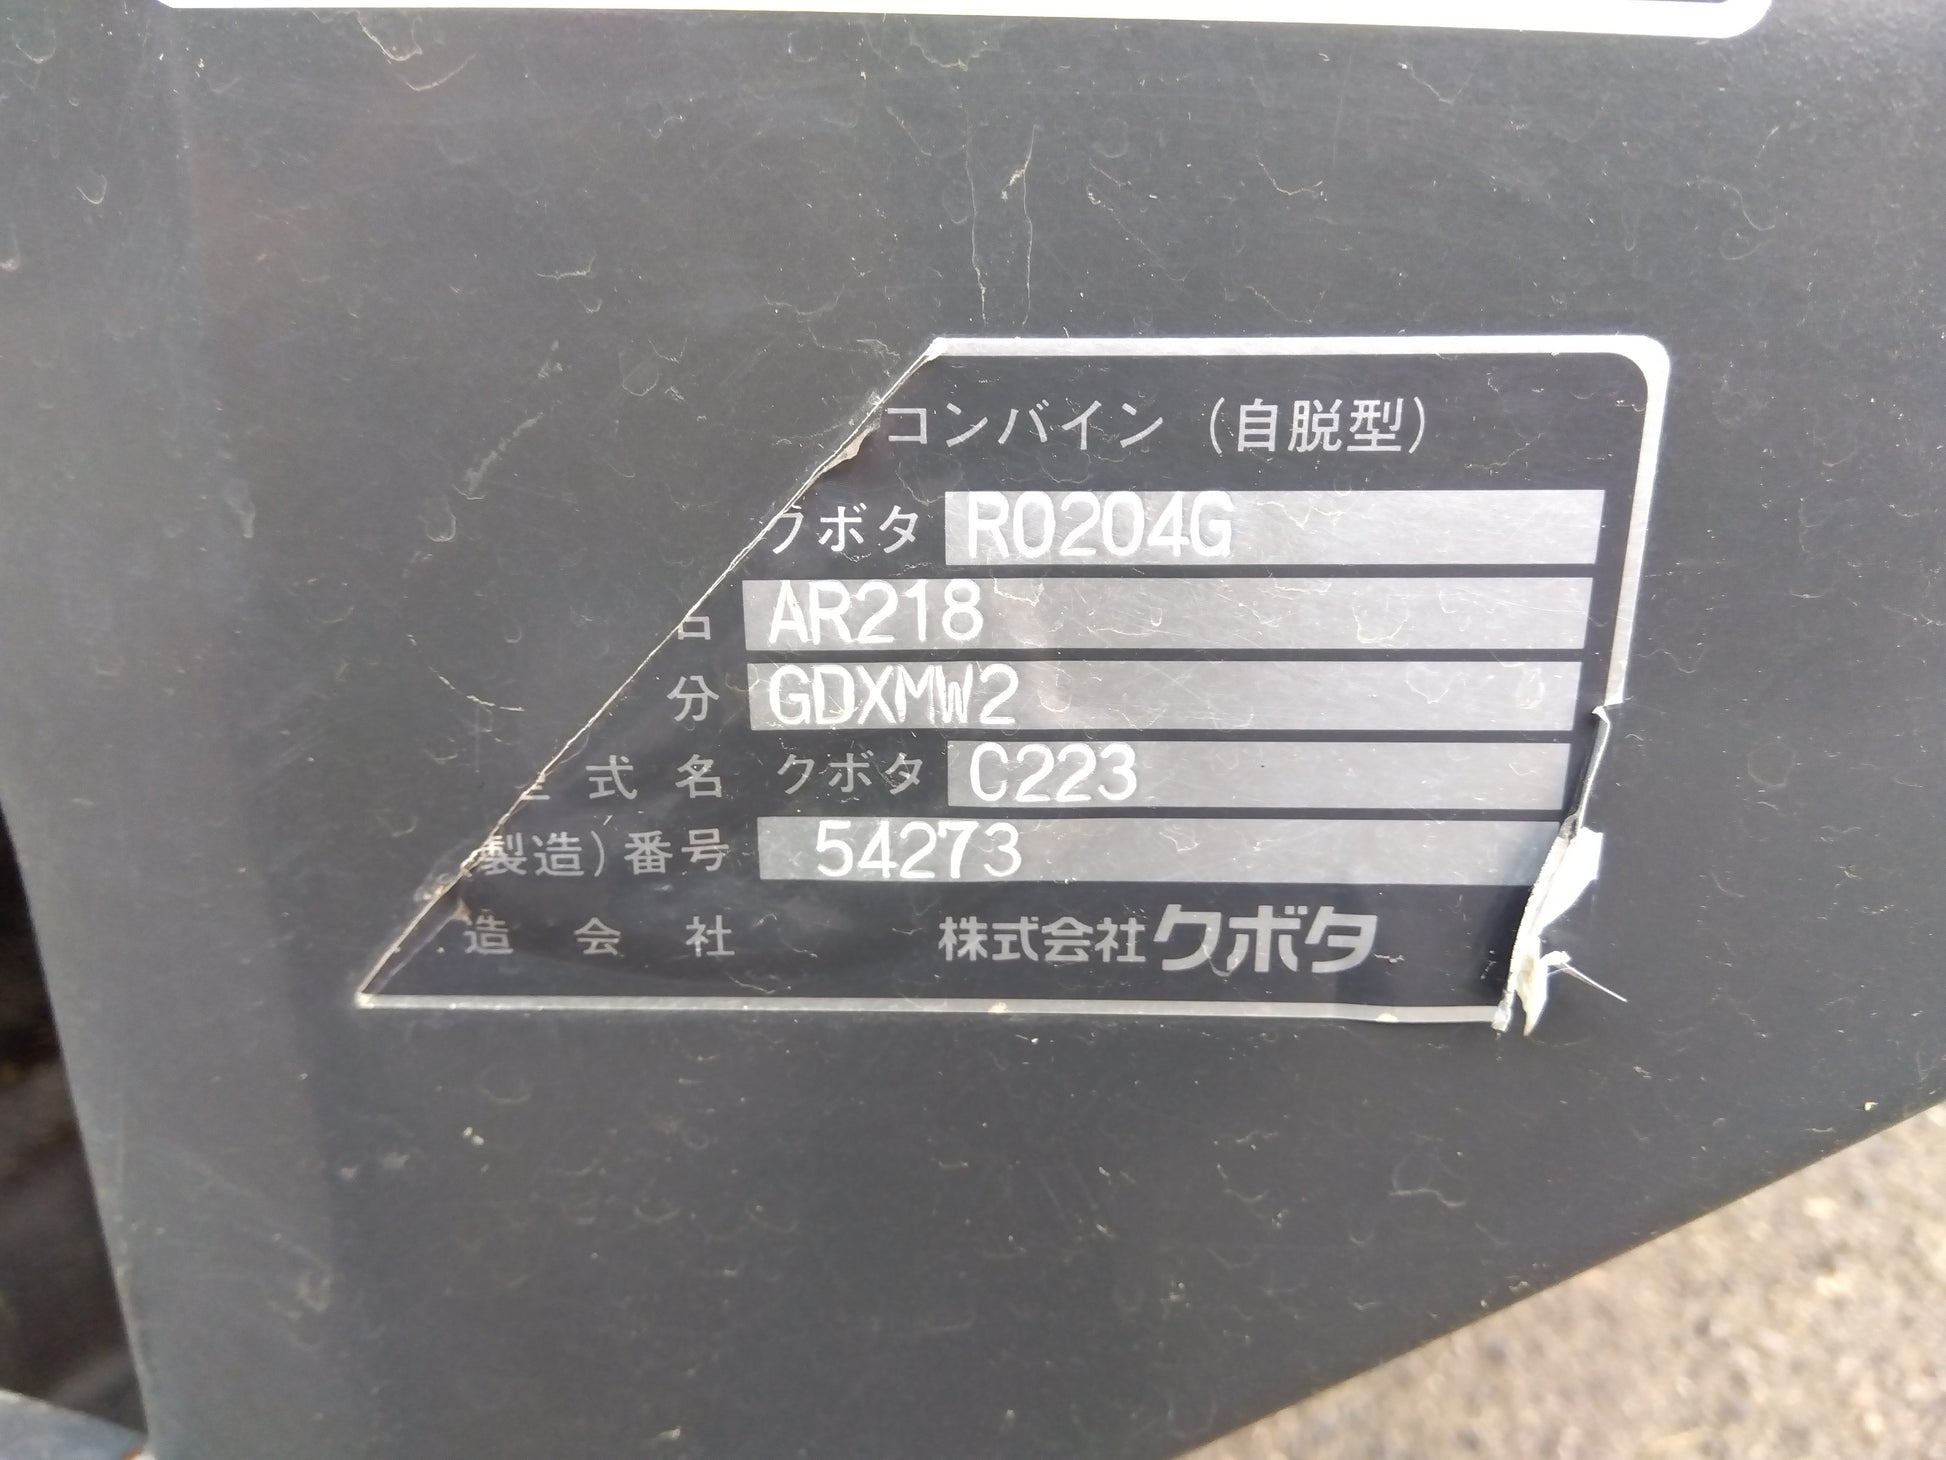 コンバイン (自脱型)
クボタ R0204G
AR218
分 GDXMW2
式名 クボタ C223
(製造)番号 54273
造会社 株式会社クボタ